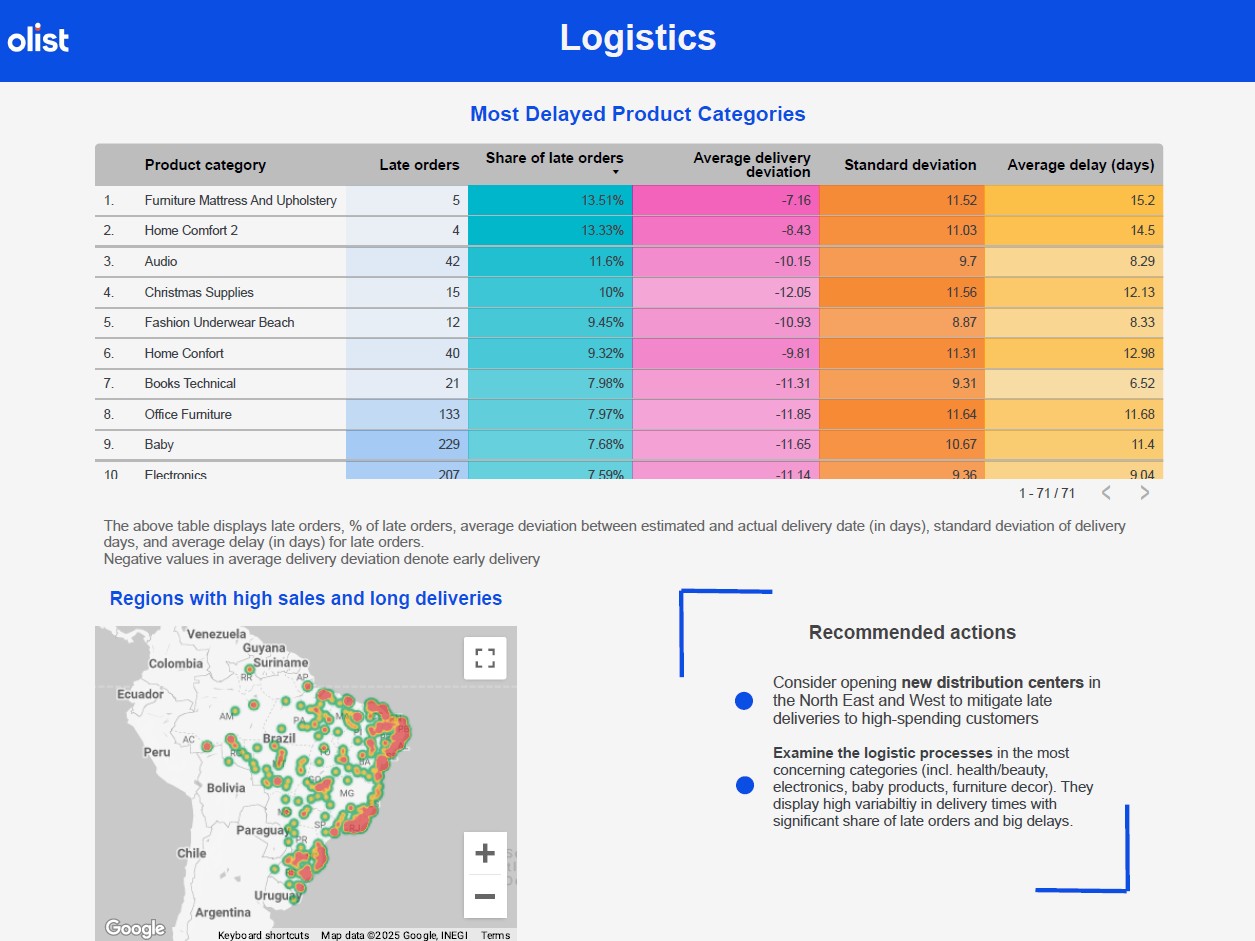 olist
Logistics
Most Delayed Product Categories
Product category Late orders Share of late orders Average delivery deviation Standard deviation Average delay (days)
1. Furniture Mattress And Upholstery 5 13.51% -7.16 11.52 15.2
2. Home Comfort 2 4 13.33% -8.43 11.03 14.5
3. Audio 42 11.6% -10.15 9.7 8.29
4. Christmas Supplies 15 10% -12.05 11.56 12.13
5. Fashion Underwear Beach 12 9.45% -10.93 8.87 8.33
6. Home Confort 40 9.32% -9.81 11.31 12.98
7. Books Technical 21 7.98% -11.31 9.31 6.52
8. Office Furniture 133 7.97% -11.85 11.64 11.68
9. Baby 229 7.68% -11.65 10.67 11.4
10 Electronics 207 7.59% -11.14 9.36 9.04
1 - 71 / 71
The above table displays late orders, % of late orders, average deviation between estimated and actual delivery date (in days), standard deviation of delivery
days, and average delay (in days) for late orders.
Negative values in average delivery deviation denote early delivery
Regions with high sales and long deliveries
Venezuela
Guyana
Colombia
Suriname
RR
AP
Ecuador
AM
PA
AC
Brazil
Peru
Bolivia
MG
SP
Paraguay
PR
Chile
Uruguay
Argentina
Google
Keyboard shortcuts Map data ©2025 Google, INEGI Terms
Recommended actions
Consider opening new distribution centers in
the North East and West to mitigate late
deliveries to high-spending customers
Examine the logistic processes in the most
concerning categories (incl. health/beauty,
electronics, baby products, furniture decor). They
display high variabiltiy in delivery times with
significant share of late orders and big delays.